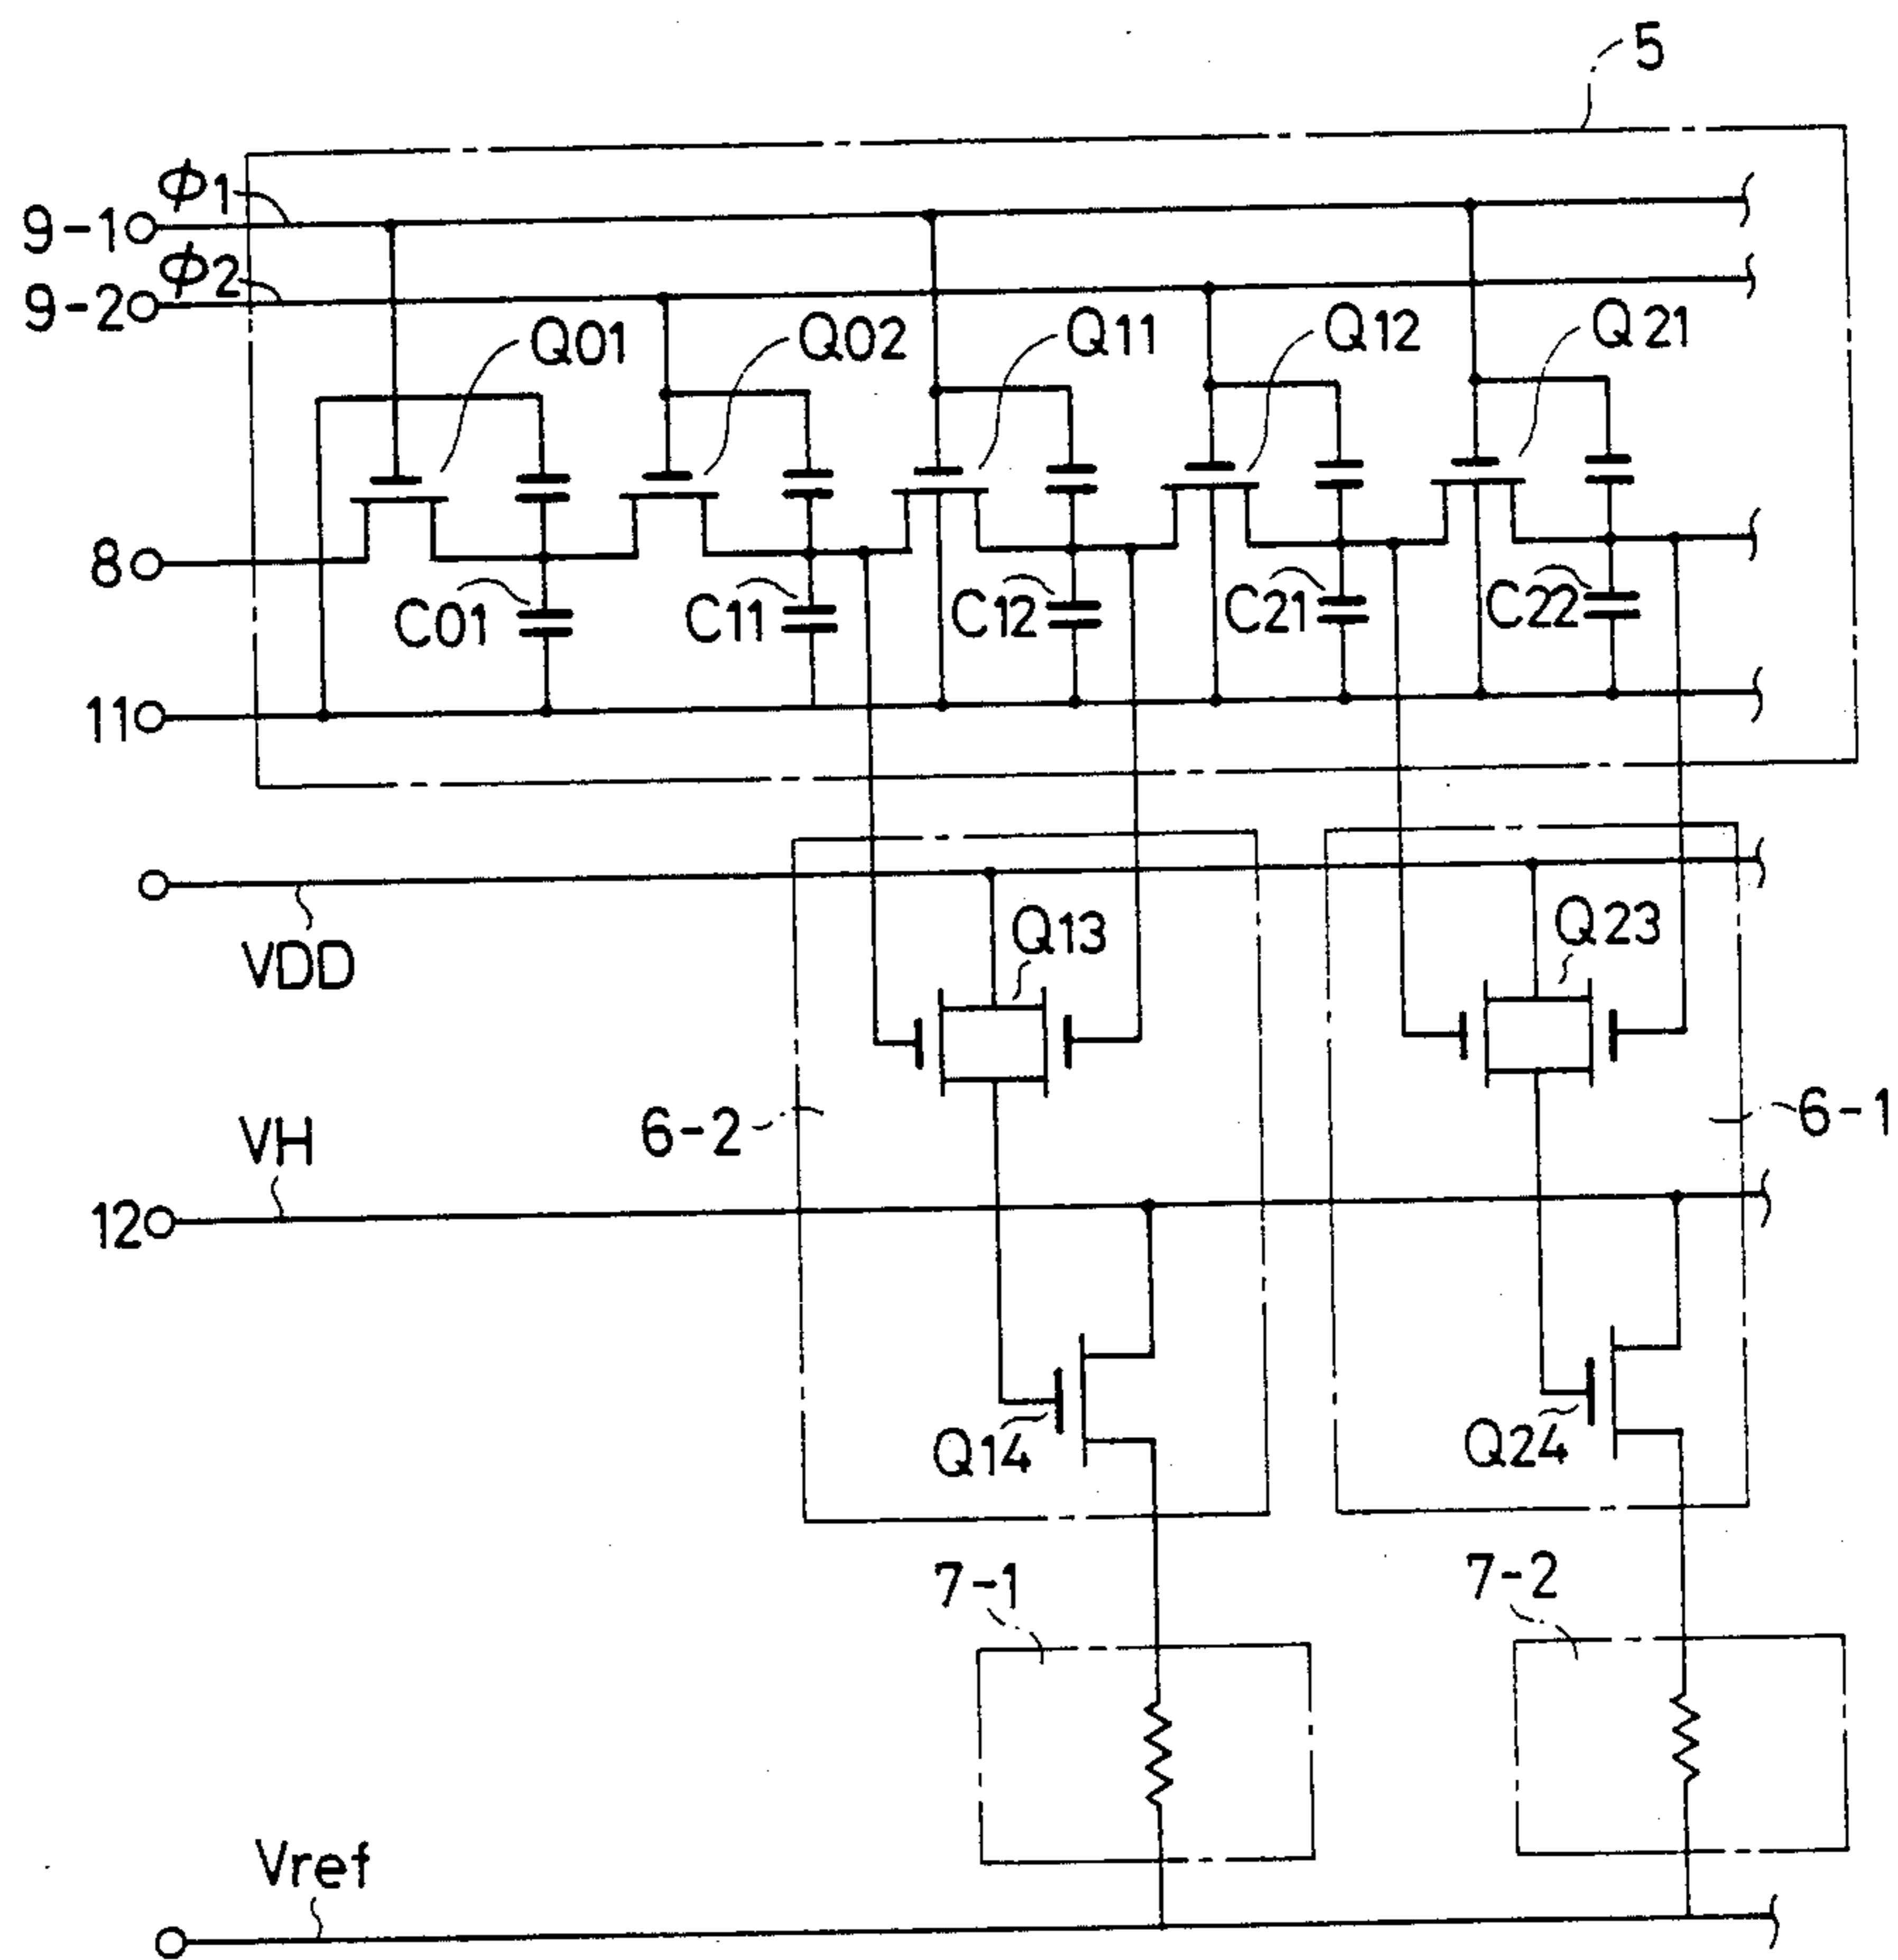 5
9-1 ϕ1
9-2 ϕ2
Q01 Q02 Q11 Q12 Q21
8
C01 C11 C12 C21 C22
11
VDD
Q13 Q23
6-2 6-1
VH
12
Q14 Q24
7-1 7-2
Vref